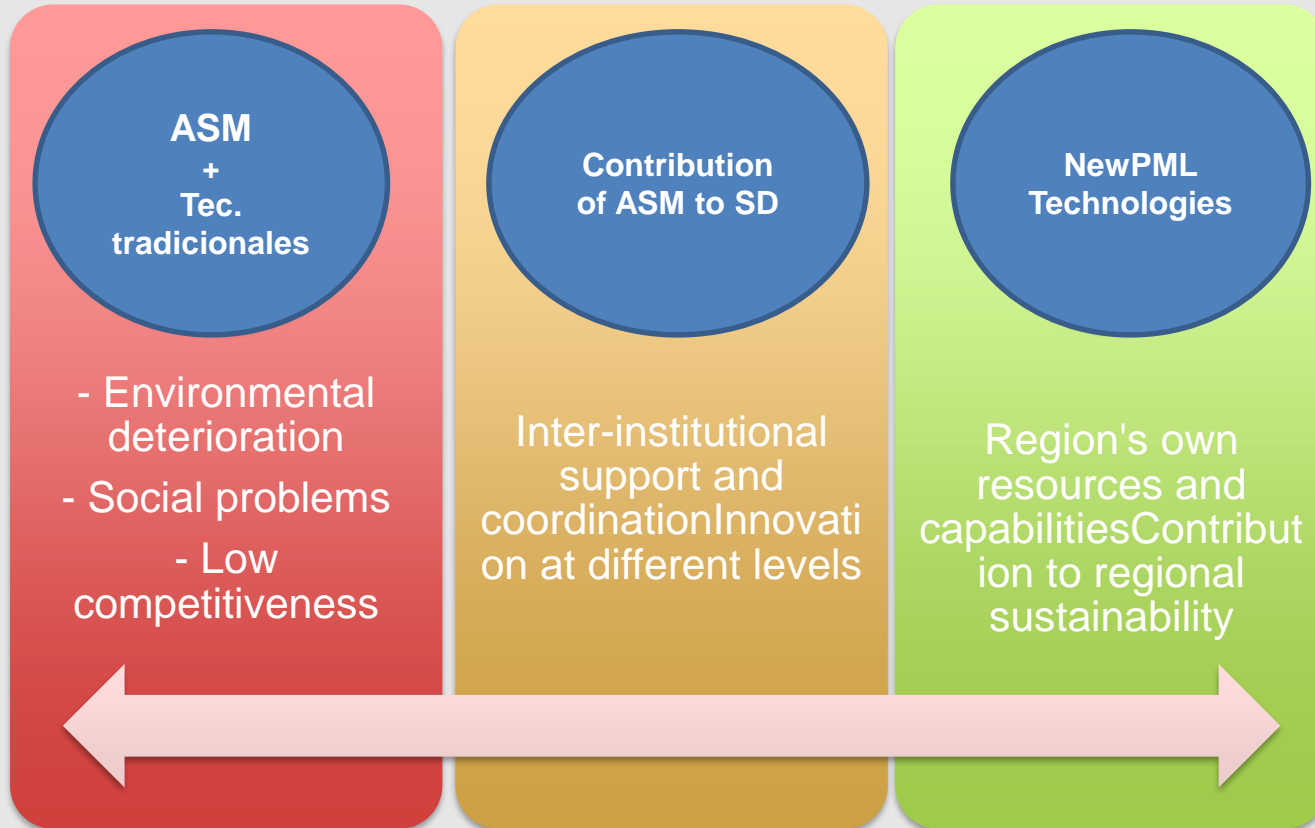 ASM
+
Tec.
tradicionales
- Environmental
deterioration
- Social problems
- Low
competitiveness
Contribution
of ASM to SD
Inter-institutional
support and
coordinationInnovati
on at different levels
NewPML
Technologies
Region's own
resources and
capabilitiesContribut
ion to regional
sustainability